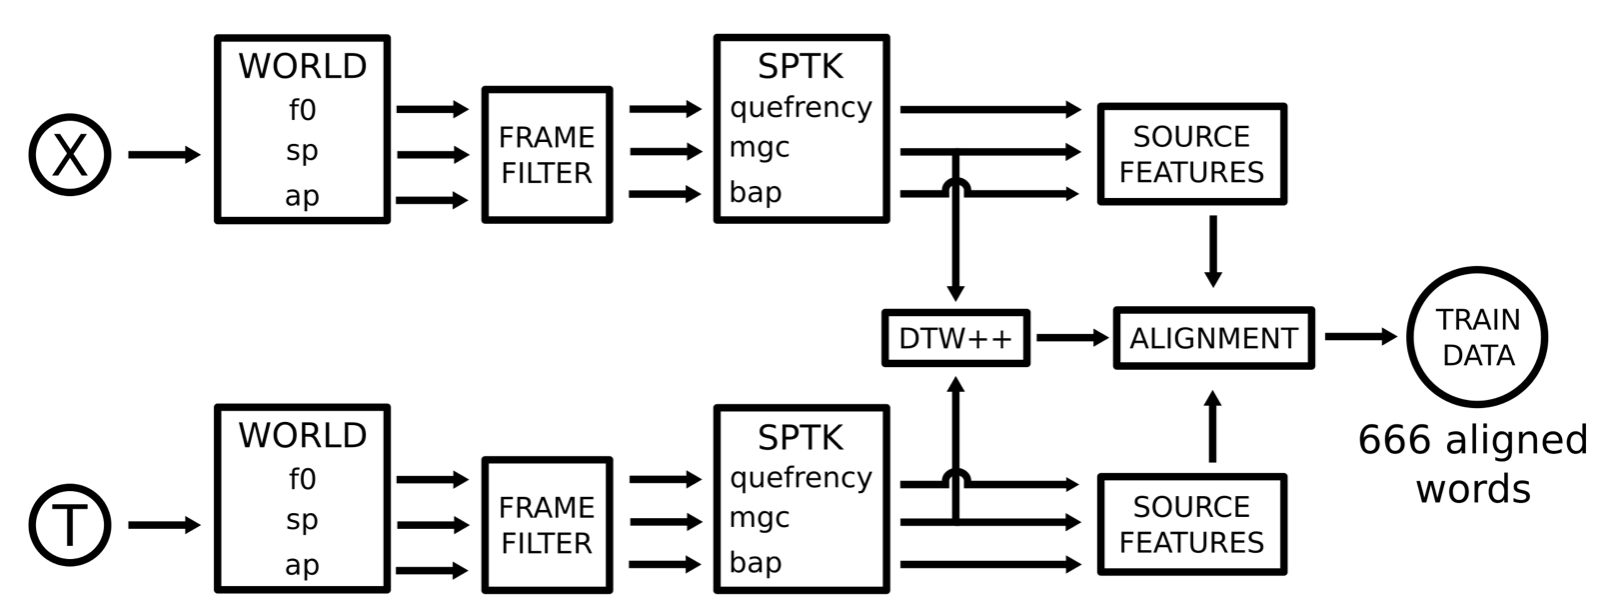 X
WORLD
f0
sp
ap
FRAME
FILTER
SPTK
quefrency
mgc
bap
SOURCE
FEATURES
DTW++
ALIGNMENT
TRAIN
DATA
666 aligned
words
T
WORLD
f0
sp
ap
FRAME
FILTER
SPTK
quefrency
mgc
bap
SOURCE
FEATURES